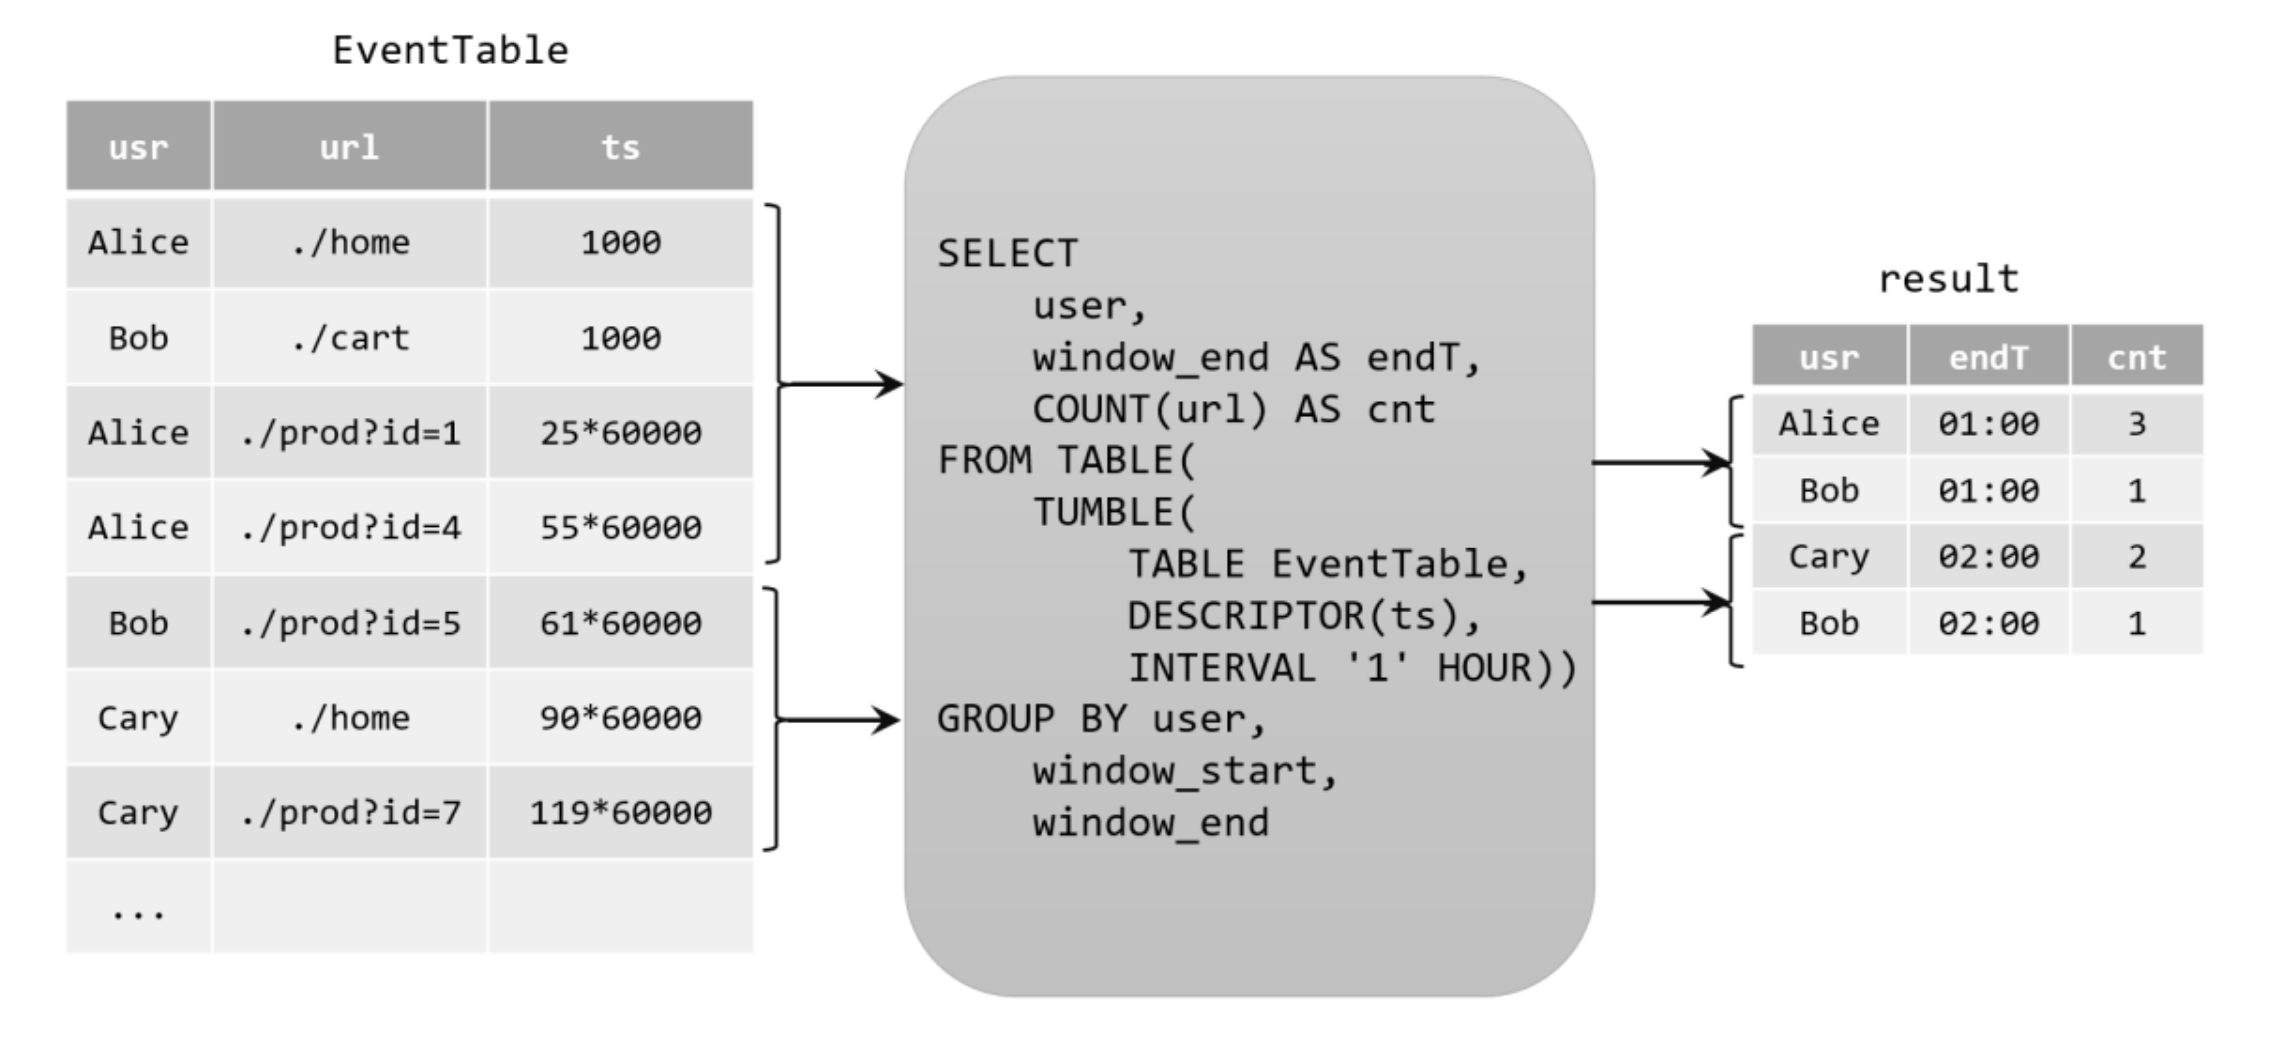 EventTable
usr url ts
Alice ./home 1000
Bob ./cart 1000
Alice ./prod?id=1 25*60000
Alice ./prod?id=4 55*60000
Bob ./prod?id=5 61*60000
Cary ./home 90*60000
Cary ./prod?id=7 119*60000
...
SELECT
user,
window_end AS endT,
COUNT(url) AS cnt
FROM TABLE(
TUMBLE(
TABLE EventTable,
DESCRIPTOR(ts),
INTERVAL '1' HOUR))
GROUP BY user,
window_start,
window_end
result
usr endT cnt
Alice 01:00 3
Bob 01:00 1
Cary 02:00 2
Bob 02:00 1